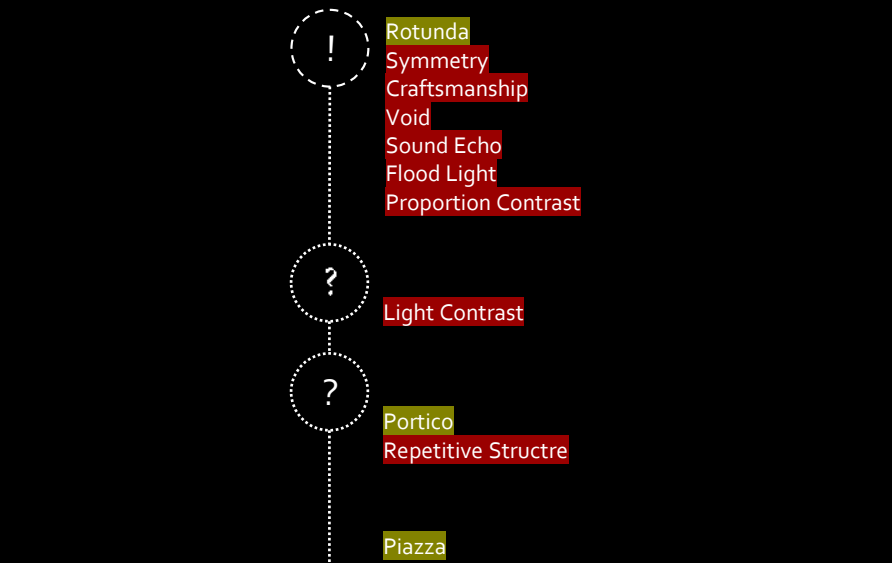 !
Rotunda
Symmetry
Craftsmanship
Void
Sound Echo
Flood Light
Proportion Contrast
?
Light Contrast
?
Portico
Repetitive Structre
Piazza